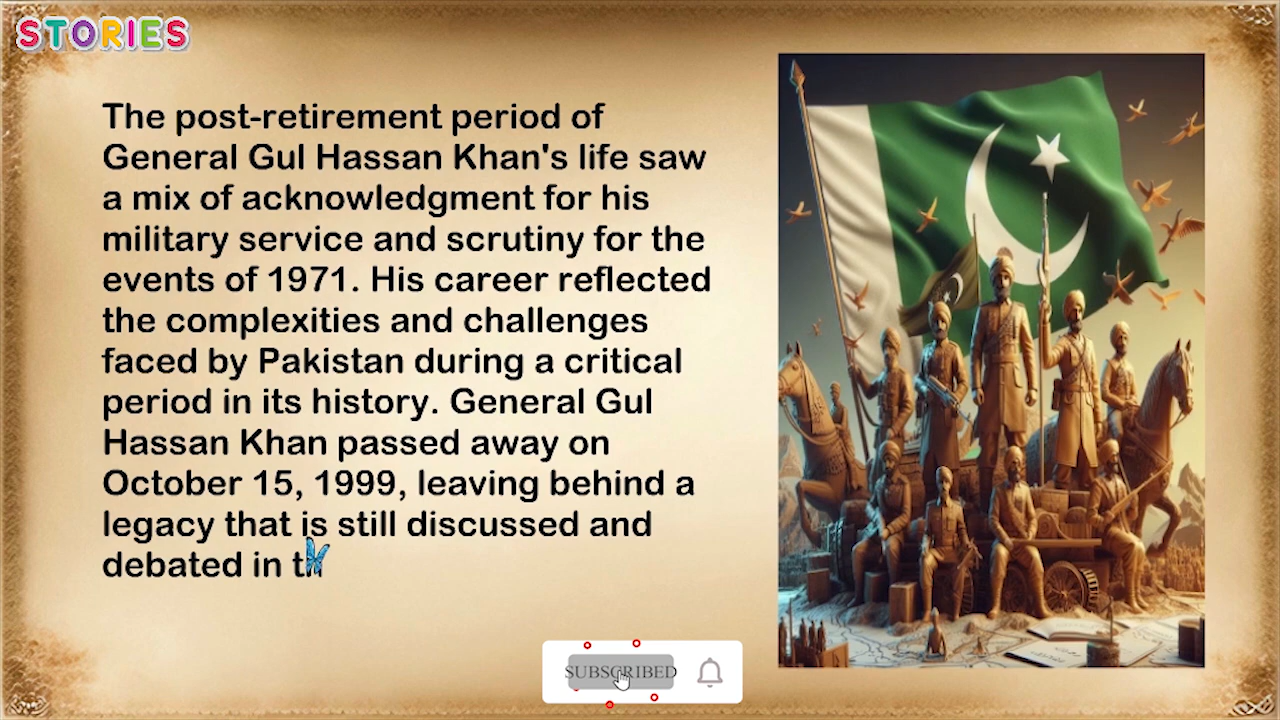 STORIES
The post-retirement period of
General Gul Hassan Khan's life saw
a mix of acknowledgment for his
military service and scrutiny for the
events of 1971. His career reflected
the complexities and challenges
faced by Pakistan during a critical
period in its history. General Gul
Hassan Khan passed away on
October 15, 1999, leaving behind a
legacy that is still discussed and
debated in
SUBSCRIBED